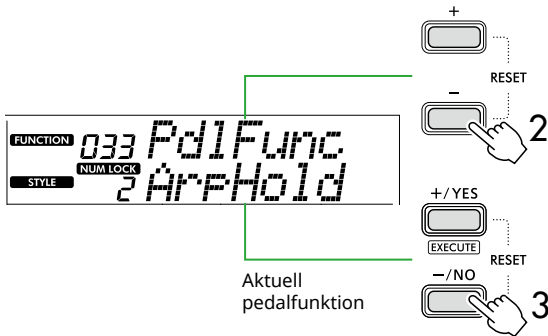 +
RESET
−
2
FUNCTION 033 PdlFunc
NUM LOCK
STYLE 2 ArpHold
+/YES
EXECUTE
RESET
Aktuell
pedalfunktion
−/NO
3